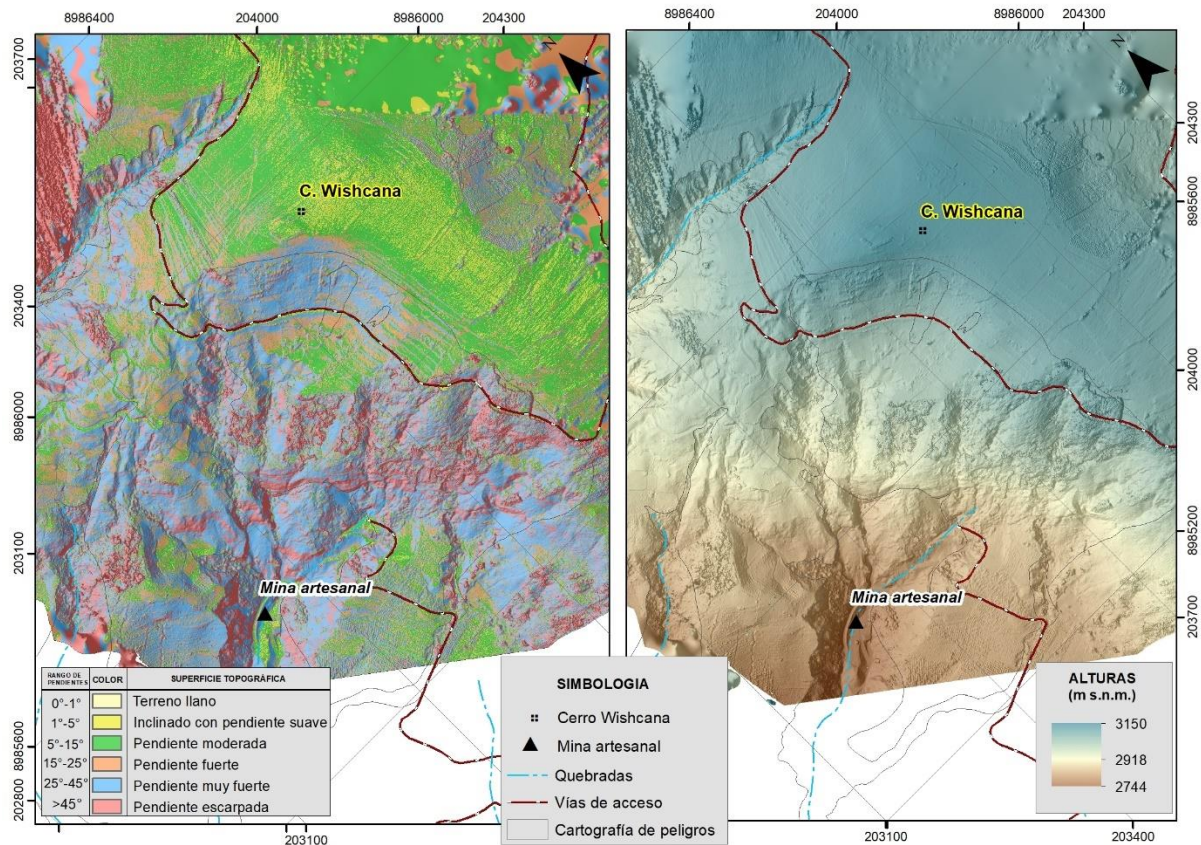 8986400
204000
8986000
204300
203700
N
C. Wishcana
203400
8986000
203100
Mina artesanal
8985600
202800
203100
RANGO DE PENDIENTES
COLOR
SUPERFICIE TOPOGRÁFICA
0°-1°
Terreno llano
1°-5°
Inclinado con pendiente suave
5°-15°
Pendiente moderada
15°-25°
Pendiente fuerte
25°-45°
Pendiente muy fuerte
>45°
Pendiente escarpada
SIMBOLOGIA
Cerro Wishcana
Mina artesanal
Quebradas
Vías de acceso
Cartografía de peligros
8986400
204000
8986000
204300
N
204300
8985600
C. Wishcana
204000
8985200
Mina artesanal
203700
ALTURAS
(m s.n.m.)
3150
2918
2744
203100
203400